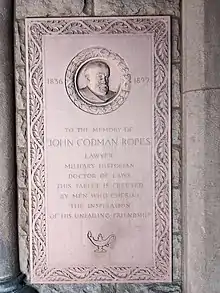 1836 1899
TO THE MEMORY OF
JOHN CODMAN ROPES
LAWYER
MILITARY HISTORIAN
DOCTOR OF LAWS
THIS TABLET IS ERECTED
BY MEN WHO CHERISH
THE INSPIRATION
OF HIS UNFAILING FRIENDSHIP